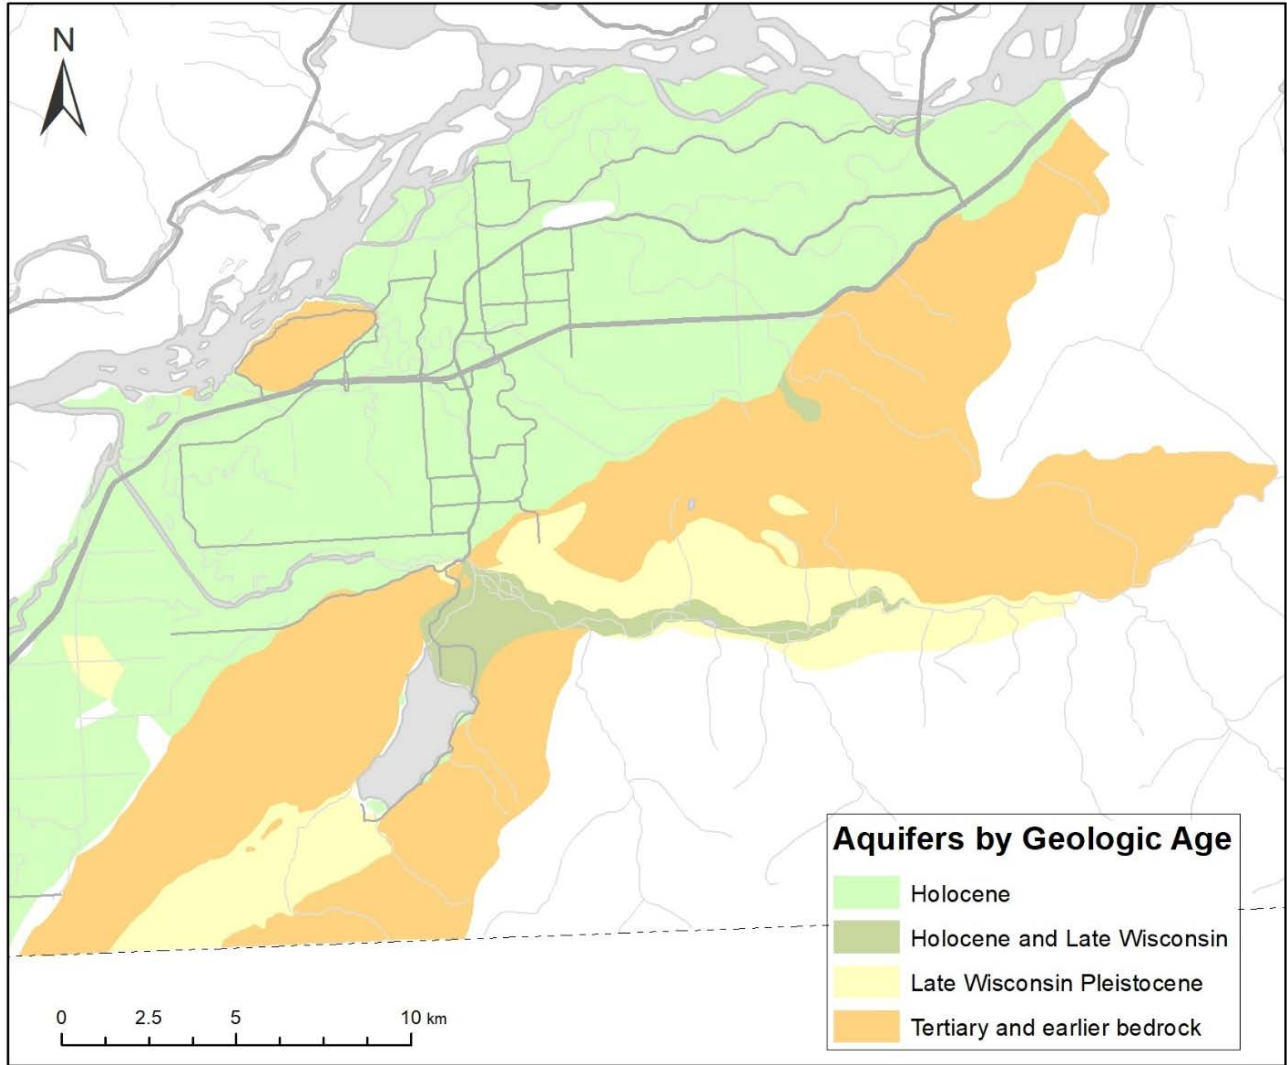 N
Aquifers by Geologic Age
Holocene
Holocene and Late Wisconsin
Late Wisconsin Pleistocene
Tertiary and earlier bedrock
0 2.5 5 10 km